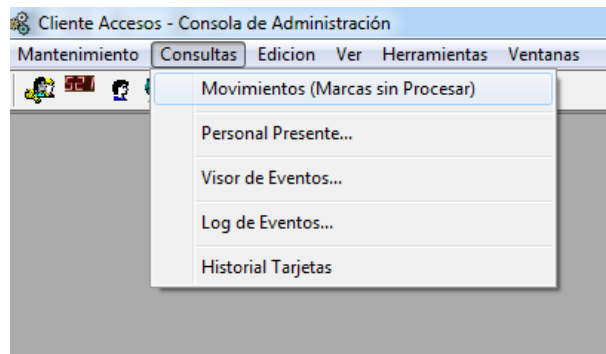 Cliente Accesos - Consola de Administración
Mantenimiento Consultas Edicion Ver Herramientas Ventanas
Movimientos (Marcas sin Procesar)
Personal Presente...
Visor de Eventos...
Log de Eventos...
Historial Tarjetas